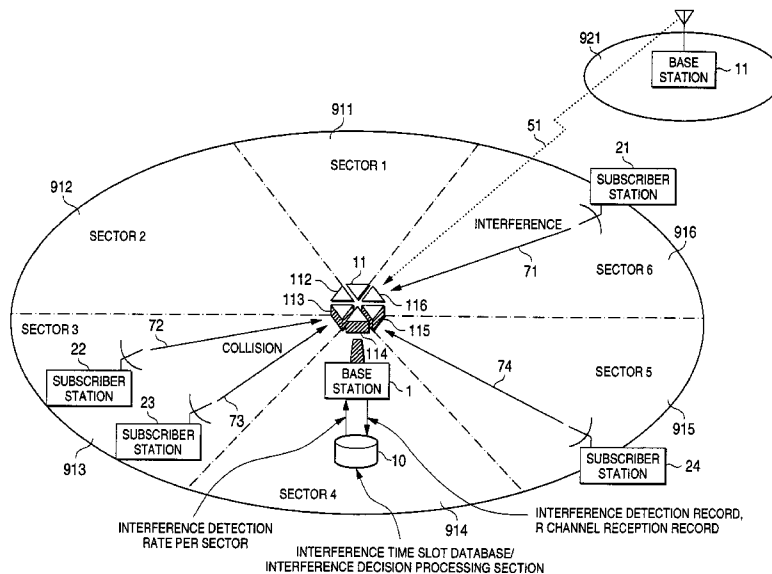 921
BASE
STATION
11
911
51
21
SUBSCRIBER
STATION
SECTOR 1
912
INTERFERENCE
916
SECTOR 2
11
71
112
SECTOR 6
113
116
SECTOR 3
115
72
COLLISION
114
74
22
SUBSCRIBER
STATION
BASE
STATION
1
SECTOR 5
23
SUBSCRIBER
STATION
73
915
913
10
SUBSCRIBER
STATION
24
SECTOR 4
914
INTERFERENCE DETECTION
RATE PER SECTOR
INTERFERENCE DETECTION RECORD,
R CHANNEL RECEPTION RECORD
INTERFERENCE TIME SLOT DATABASE/
INTERFERENCE DECISION PROCESSING SECTION